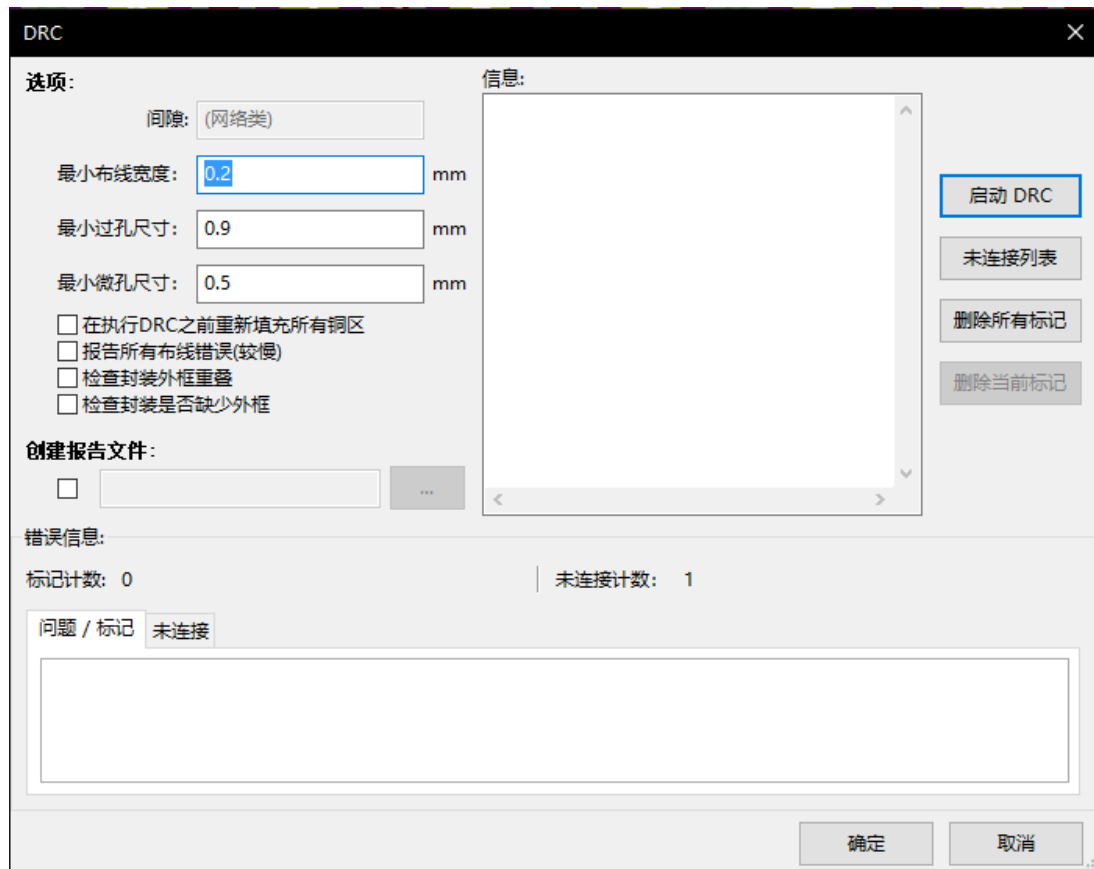 DRC
选项:
信息:
间隙: (网络类)
最小布线宽度: 0.2 mm
最小过孔尺寸: 0.9 mm
最小微孔尺寸: 0.5 mm
在执行DRC之前重新填充所有铜区
报告所有布线错误(较慢)
检查封装外框重叠
检查封装是否缺少外框
创建报告文件:
...
启动 DRC
未连接列表
删除所有标记
删除当前标记
错误信息:
标记计数: 0
未连接计数: 1
问题 / 标记 未连接
确定 取消